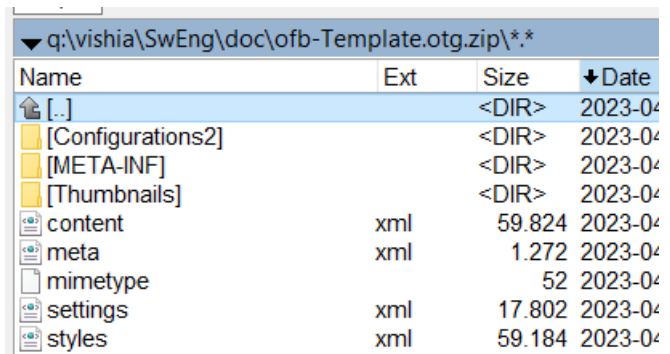 q:\vishia\SwEng\doc\ofb-Template.otg.zip\*.*
Name Ext Size Date
[..] <DIR> 2023-04
[Configurations2] <DIR> 2023-04
[META-INF] <DIR> 2023-04
[Thumbnails] <DIR> 2023-04
content xml 59.824 2023-04
meta xml 1.272 2023-04
mimetype 52 2023-04
settings xml 17.802 2023-04
styles xml 59.184 2023-04